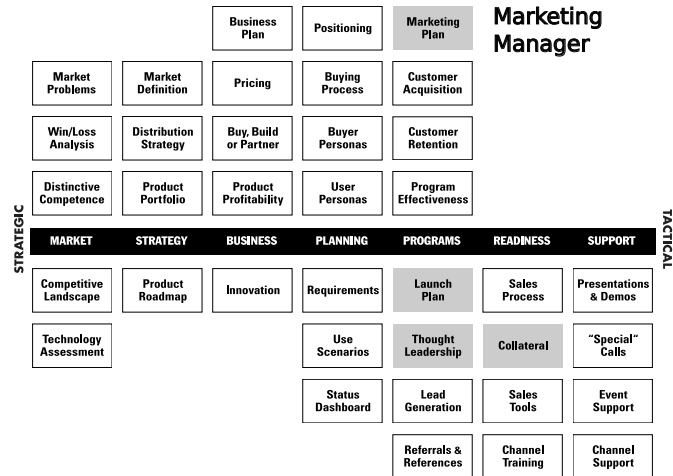 Marketing
Manager
Business
Plan
Positioning
Marketing
Plan
Market
Problems
Market
Definition
Pricing
Buying
Process
Customer
Acquisition
Win/Loss
Analysis
Distribution
Strategy
Buy, Build
or Partner
Buyer
Personas
Customer
Retention
Distinctive
Competence
Product
Portfolio
Product
Profitability
User
Personas
Program
Effectiveness
STRATEGIC
MARKET
STRATEGY
BUSINESS
PLANNING
PROGRAMS
READINESS
SUPPORT
TACTICAL
Competitive
Landscape
Product
Roadmap
Innovation
Requirements
Launch
Plan
Sales
Process
Presentations
& Demos
Technology
Assessment
Use
Scenarios
Thought
Leadership
Collateral
"Special"
Calls
Status
Dashboard
Lead
Generation
Sales
Tools
Event
Support
Referrals &
References
Channel
Training
Channel
Support